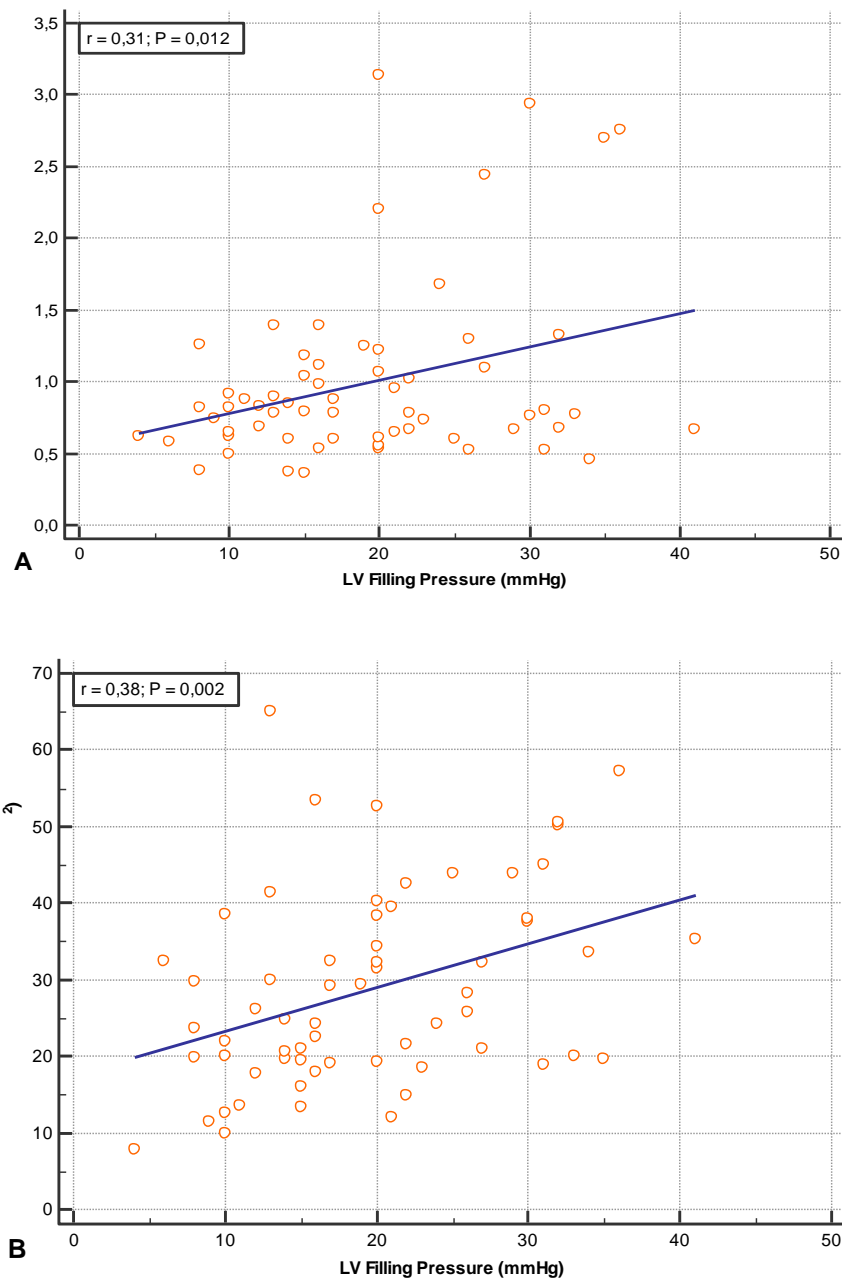 3,5
r = 0,31; P = 0,012
3,0
2,5
2,0
1,5
1,0
0,5
0,0
0 10 20 30 40 50
A
LV Filling Pressure (mmHg)
70
r = 0,38; P = 0,002
60
50
2)
40
30
20
10
0
0 10 20 30 40 50
B
LV Filling Pressure (mmHg)